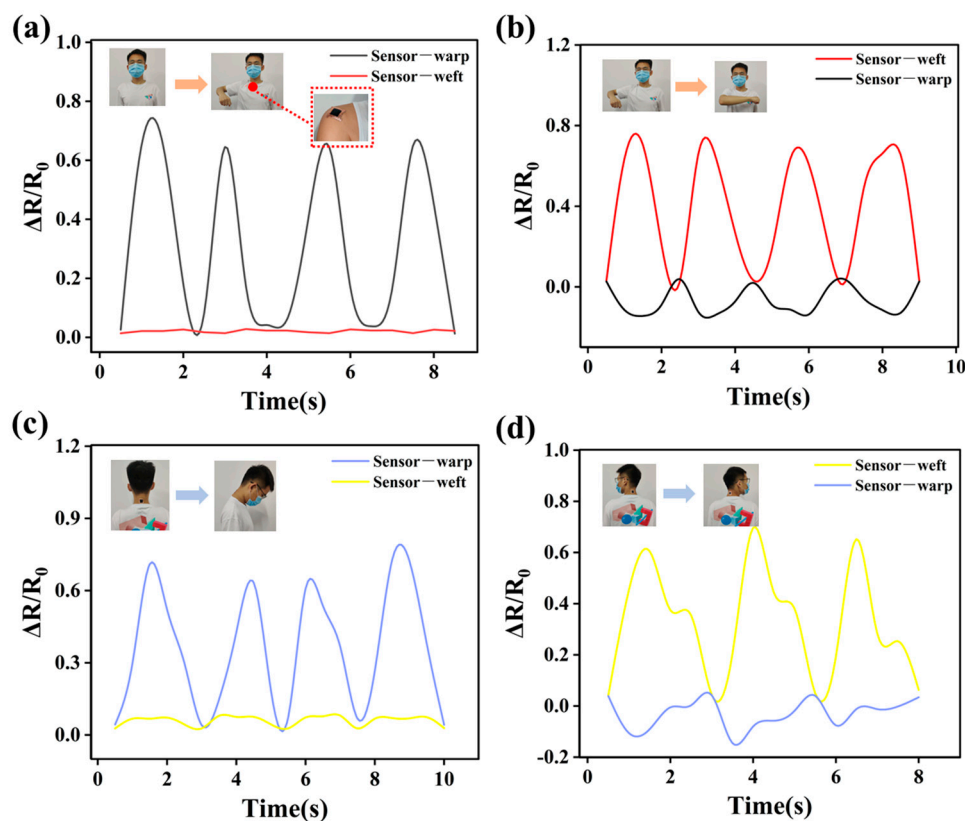 (a)
1.0
0.8
0.6
0.4
0.2
0.0
ΔR/R0
0 2 4 6 8
Time(s)
Sensor—warp
Sensor—weft
(b)
1.2
0.8
0.4
0.0
ΔR/R0
0 2 4 6 8 10
Time(s)
Sensor—weft
Sensor—warp
(c)
1.2
0.9
0.6
0.3
0.0
ΔR/R0
0 2 4 6 8 10
Time(s)
Sensor—warp
Sensor—weft
(d)
1.0
0.8
0.6
0.4
0.2
0.0
-0.2
ΔR/R0
0 2 4 6 8
Time(s)
Sensor—weft
Sensor—warp